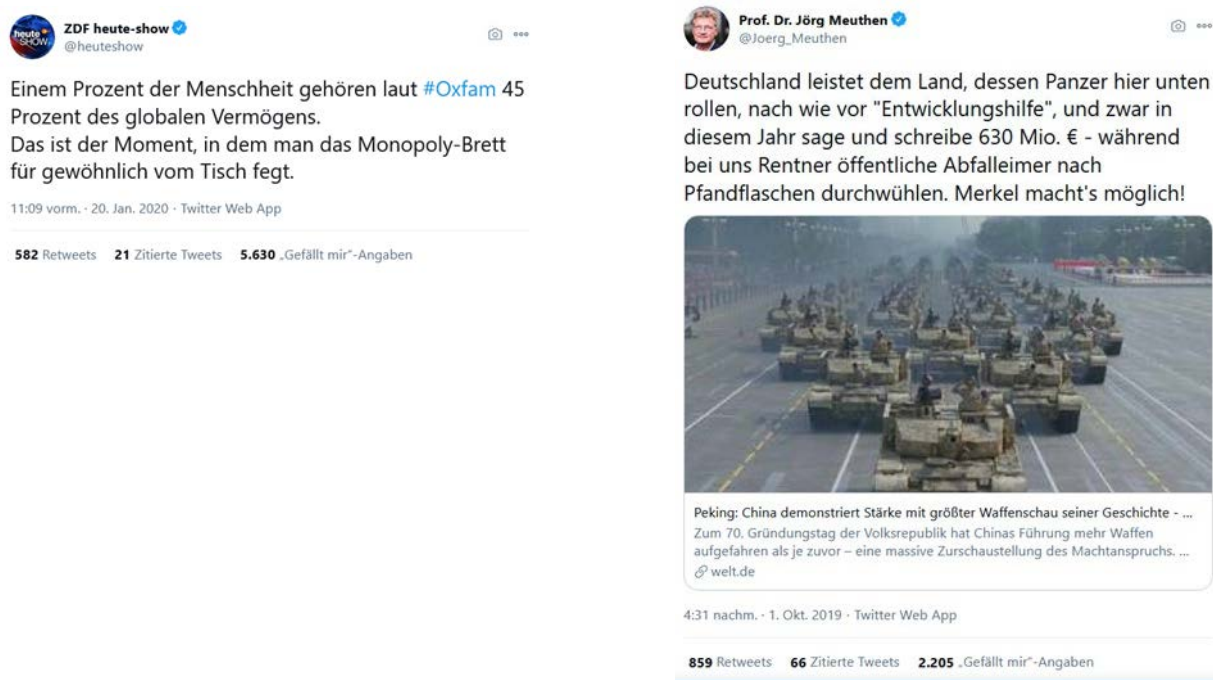 heute
SHOW
ZDF heute-show
@heuteshow
Einem Prozent der Menschheit gehören laut #Oxfam 45
Prozent des globalen Vermögens.
Das ist der Moment, in dem man das Monopoly-Brett
für gewöhnlich vom Tisch fegt.
11:09 vorm. · 20. Jan. 2020 · Twitter Web App
582 Retweets 21 Zitierte Tweets 5.630 „Gefällt mir“-Angaben
Prof. Dr. Jörg Meuthen
@Joerg_Meuthen
Deutschland leistet dem Land, dessen Panzer hier unten
rollen, nach wie vor "Entwicklungshilfe", und zwar in
diesem Jahr sage und schreibe 630 Mio. € - während
bei uns Rentner öffentliche Abfalleimer nach
Pfandflaschen durchwühlen. Merkel macht's möglich!
Peking: China demonstriert Stärke mit größter Waffenschau seiner Geschichte - ...
Zum 70. Gründungstag der Volksrepublik hat Chinas Führung mehr Waffen
aufgefahren als je zuvor – eine massive Zurschaustellung des Machtanspruchs. ...
welt.de
4:31 nachm. · 1. Okt. 2019 · Twitter Web App
859 Retweets 66 Zitierte Tweets 2.205 „Gefällt mir“-Angaben